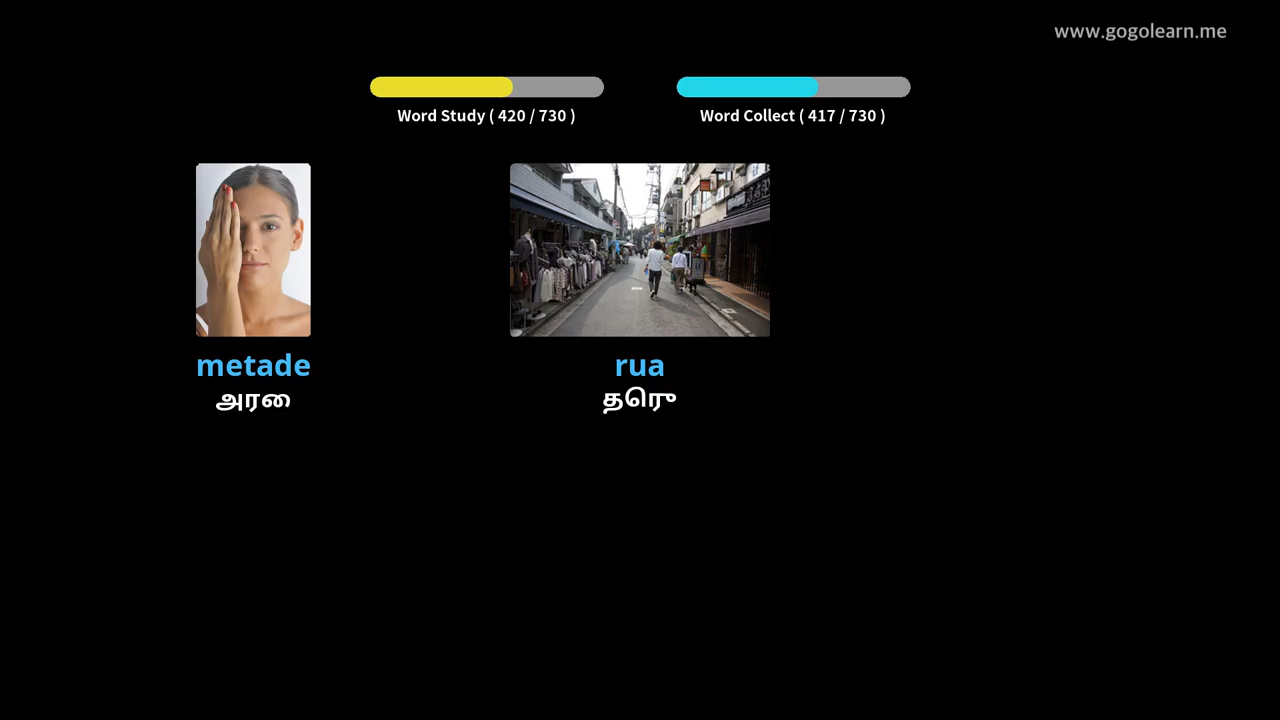 www.gogolearn.me
Word Study ( 420 / 730 )
Word Collect ( 417 / 730 )
metade
அரை
rua
தெரு